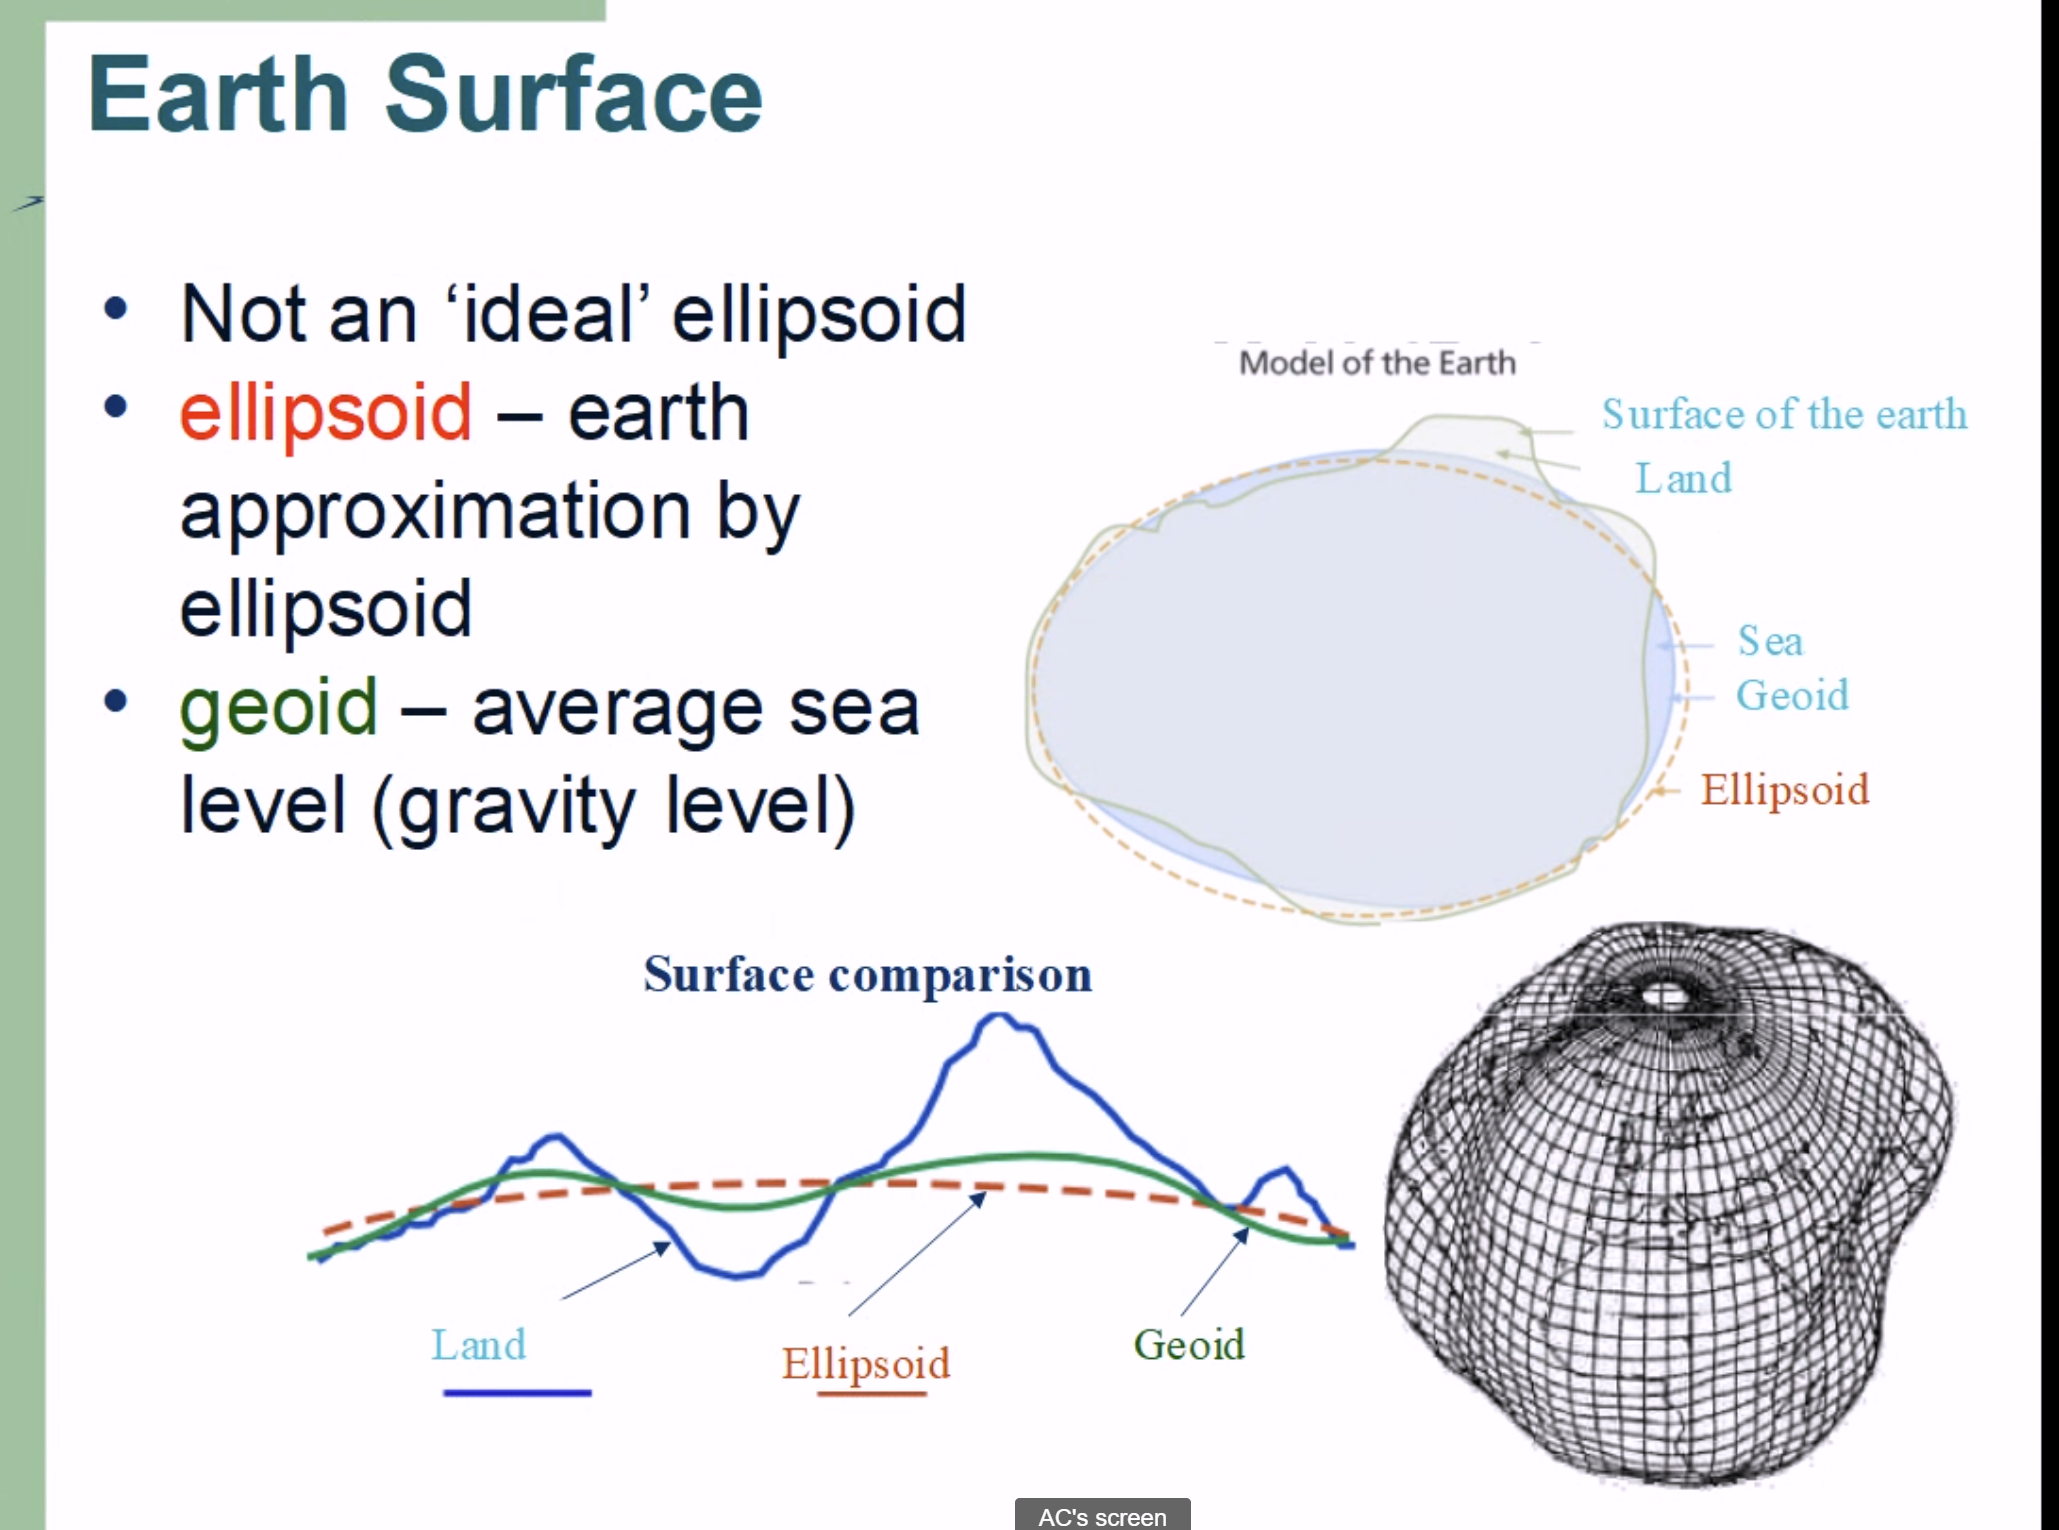 Earth Surface
• Not an ‘ideal’ ellipsoid
• ellipsoid – earth
approximation by
ellipsoid
• geoid – average sea
level (gravity level)
Model of the Earth
Surface of the earth
Land
Sea
Geoid
Ellipsoid
Surface comparison
Land
Ellipsoid
Geoid
AC's screen